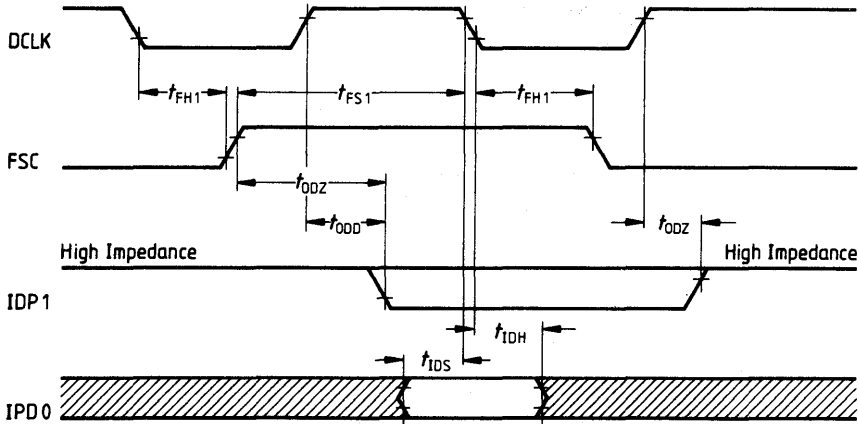 DCLK
tFH1
tFS1
tFH1
FSC
tODZ
tODD
tODZ
High Impedance
High Impedance
IDP1
tIDH
tIDS
IPD0